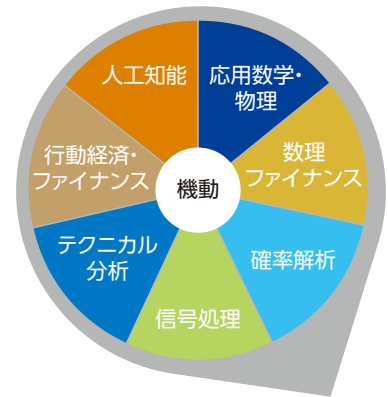 人工知能
応用数学・
物理
行動経済・
ファイナンス
機動
数理
ファイナンス
テクニカル
分析
確率解析
信号処理